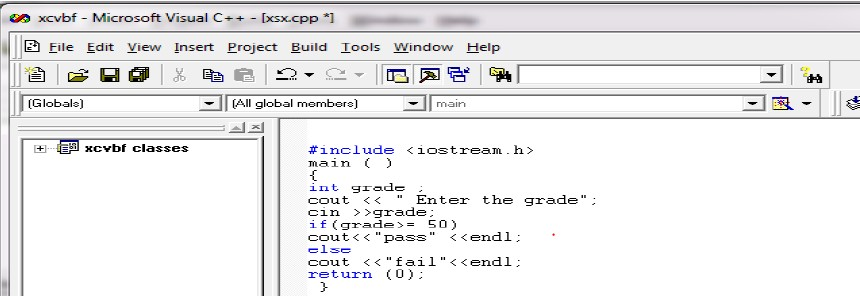 xcvbf - Microsoft Visual C++ - [xsx.cpp *]
File Edit View Insert Project Build Tools Window Help
(Globals) (All global members) main
xcvbf classes
#include <iostream.h>
main ( )
{
int grade ;
cout << " Enter the grade";
cin >>grade;
if(grade>= 50)
cout<<"pass" <<endl;
else
cout <<"fail"<<endl;
return (0);
}